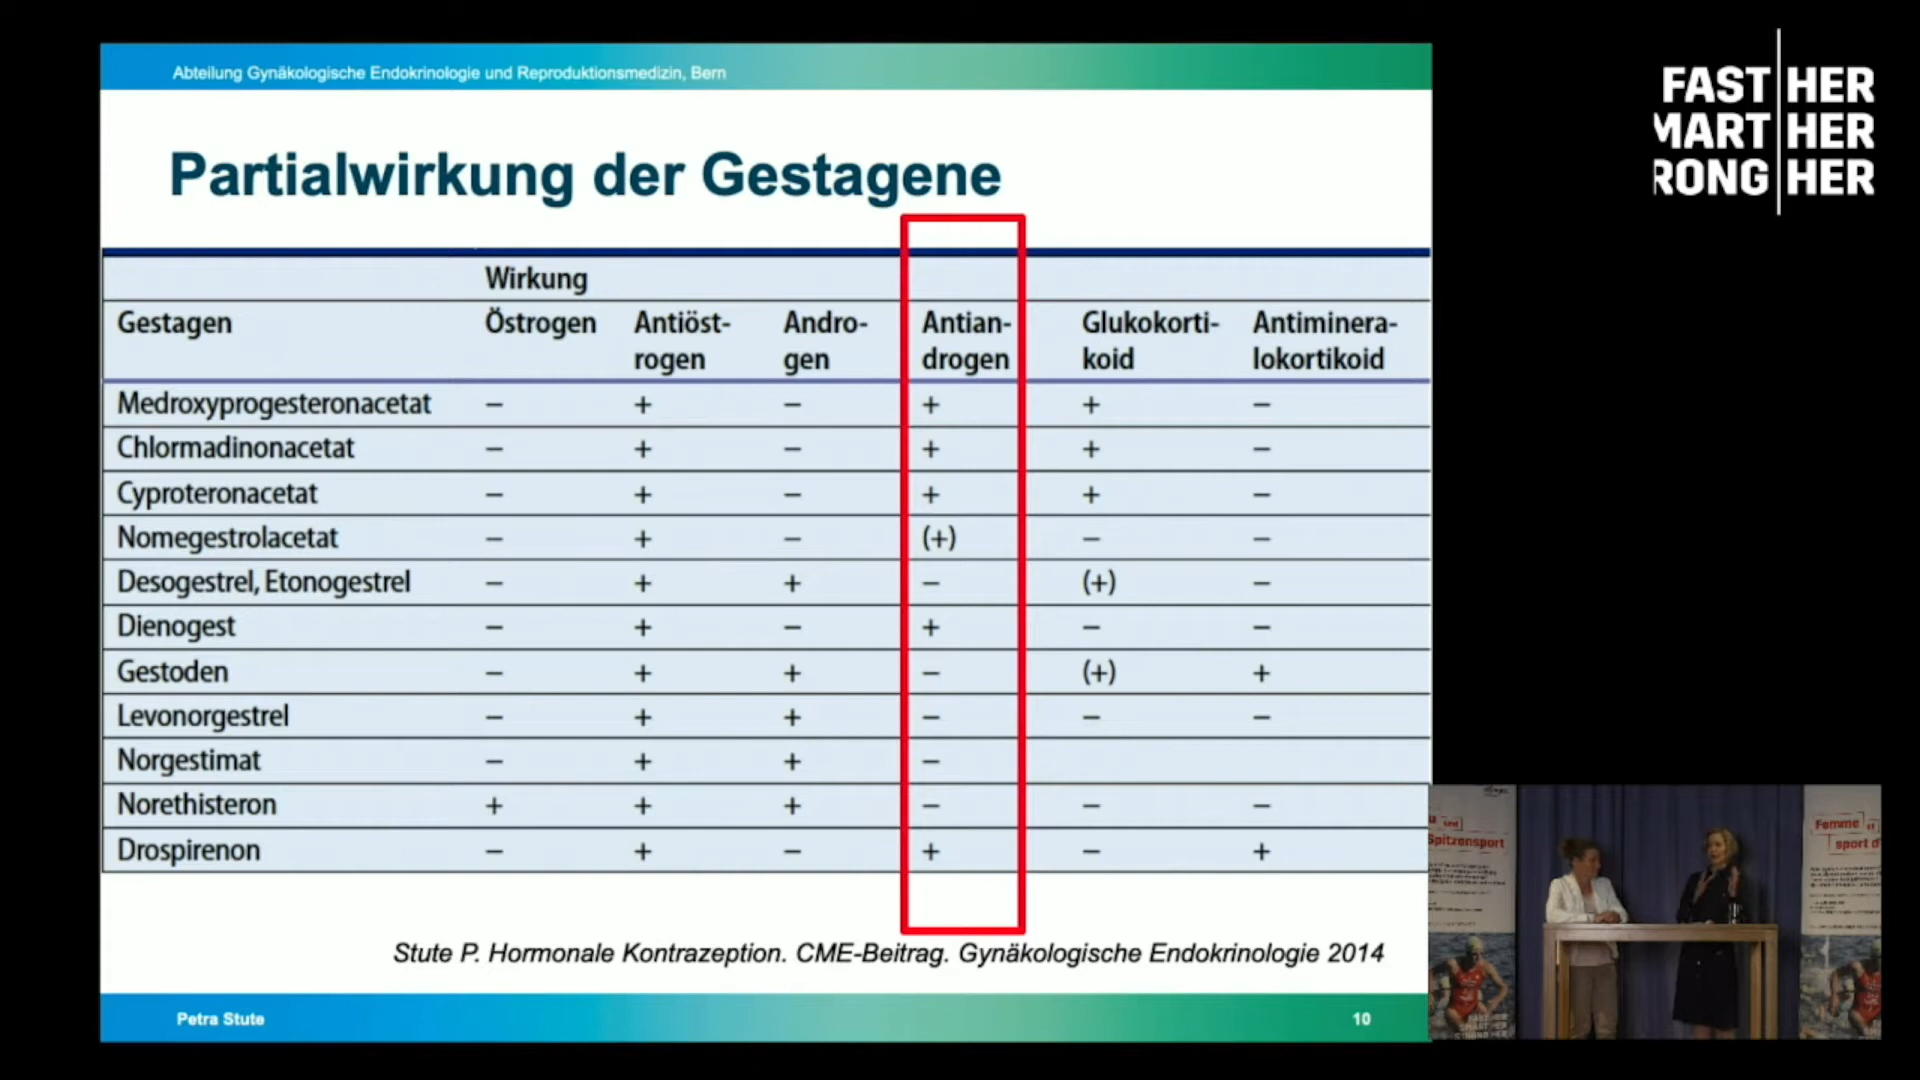 Abteilung Gynäkologische Endokrinologie und Reproduktionsmedizin, Bern
FAST HER
MART HER
RONG HER
Partialwirkung der Gestagene
Wirkung
Gestagen Östrogen Antiöst- Andro- Antian- Glukokorti- Antiminera-
rogen gen drogen koid lokortikoid
Medroxyprogesteronacetat – + – + + –
Chlormadinonacetat – + – + + –
Cyproteronacetat – + – + + –
Nomegestrolacetat – + – (+) – –
Desogestrel, Etonogestrel – + + – (+) –
Dienogest – + – + – –
Gestoden – + + – (+) +
Levonorgestrel – + + – – –
Norgestimat – + + –
Norethisteron + + + – – –
Drospirenon – + – + – +
Stute P. Hormonale Kontrazeption. CME-Beitrag. Gynäkologische Endokrinologie 2014
Petra Stute 10
u und
Spitzensport
Femme et
sport d'